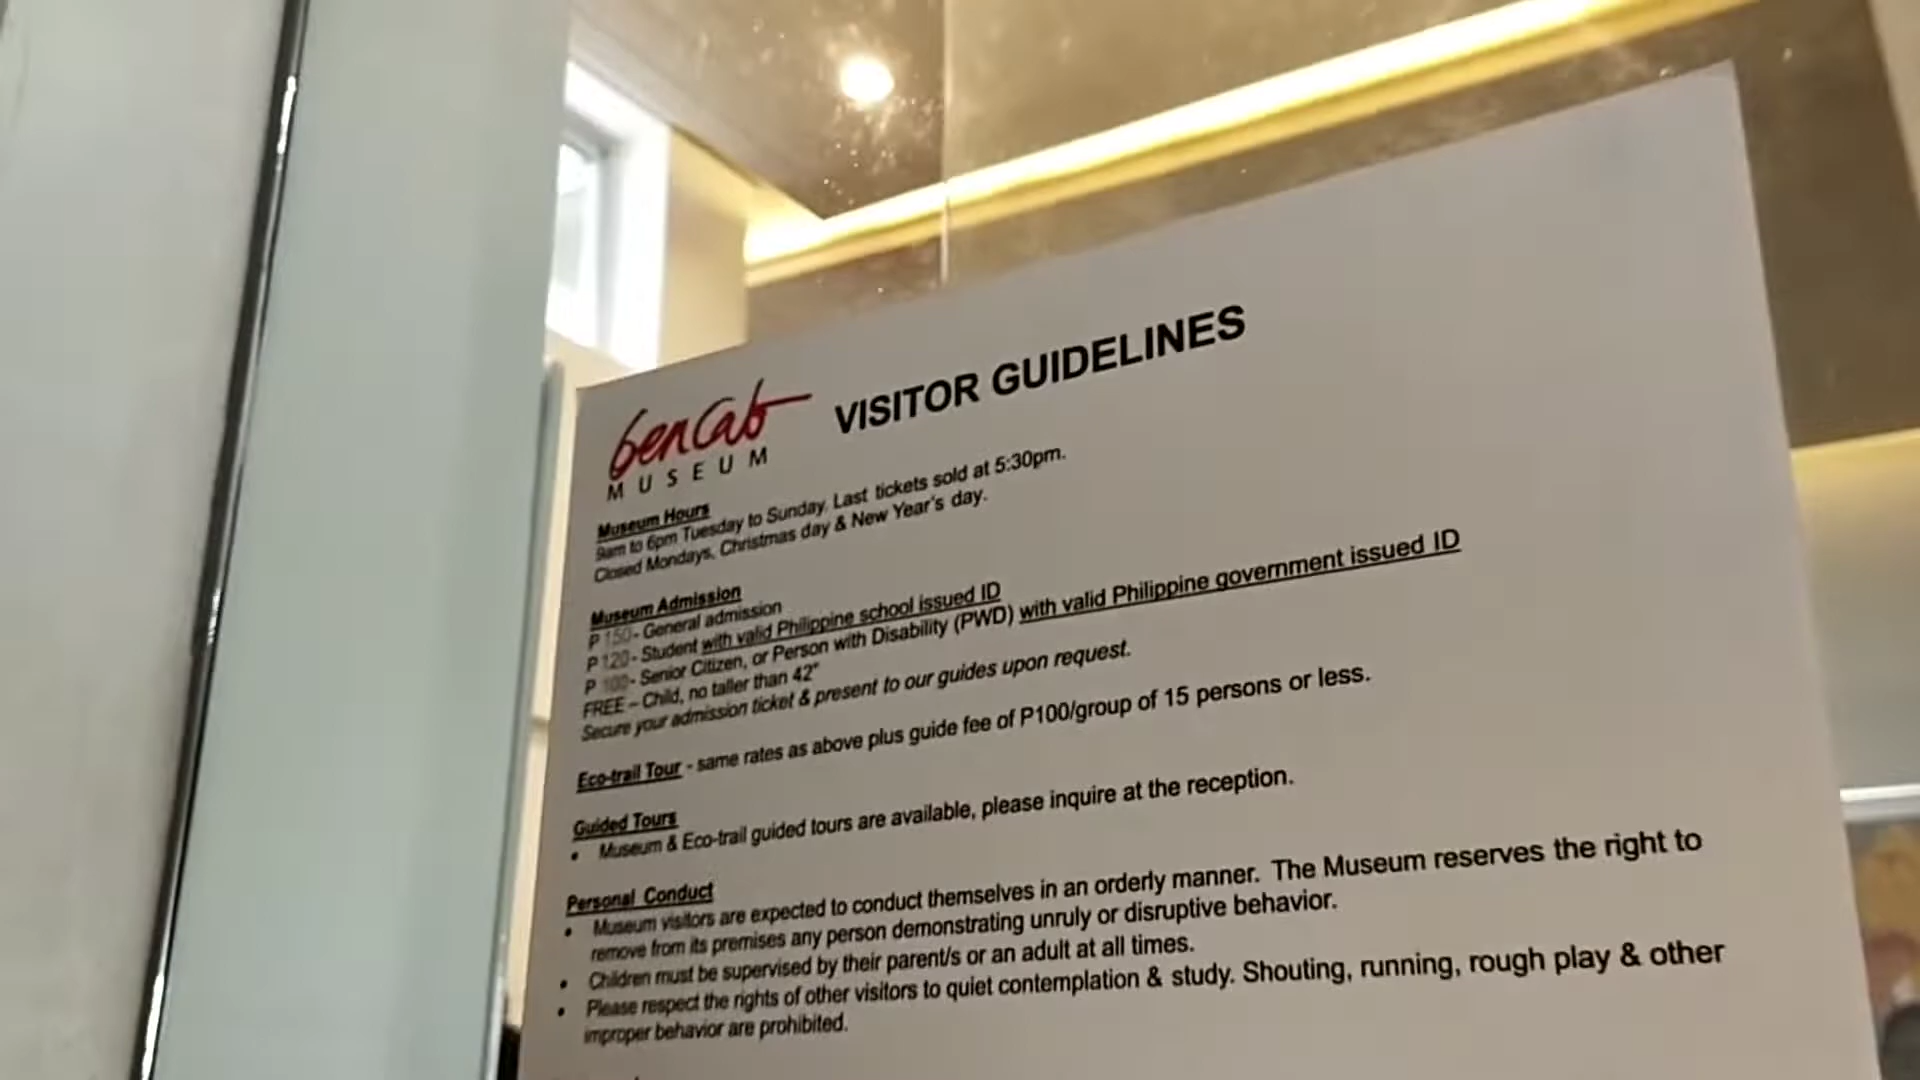 bencab
MUSEUM
VISITOR GUIDELINES
Museum Hours
9am to 6pm Tuesday to Sunday. Last tickets sold at 5:30pm.
Closed Mondays, Christmas day & New Year's day.
Museum Admission
P 150- General admission
P 120 - Student with valid Philippine school issued ID
P 100- Senior Citizen, or Person with Disability (PWD) with valid Philippine government issued ID
FREE – Child, no taller than 42"
Secure your admission ticket & present to our guides upon request.
Eco-trail Tour - same rates as above plus guide fee of P100/group of 15 persons or less.
Guided Tours
• Museum & Eco-trail guided tours are available, please inquire at the reception.
Personal Conduct
• Museum visitors are expected to conduct themselves in an orderly manner. The Museum reserves the right to
remove from its premises any person demonstrating unruly or disruptive behavior.
• Children must be supervised by their parent/s or an adult at all times.
• Please respect the rights of other visitors to quiet contemplation & study. Shouting, running, rough play & other
improper behavior are prohibited.